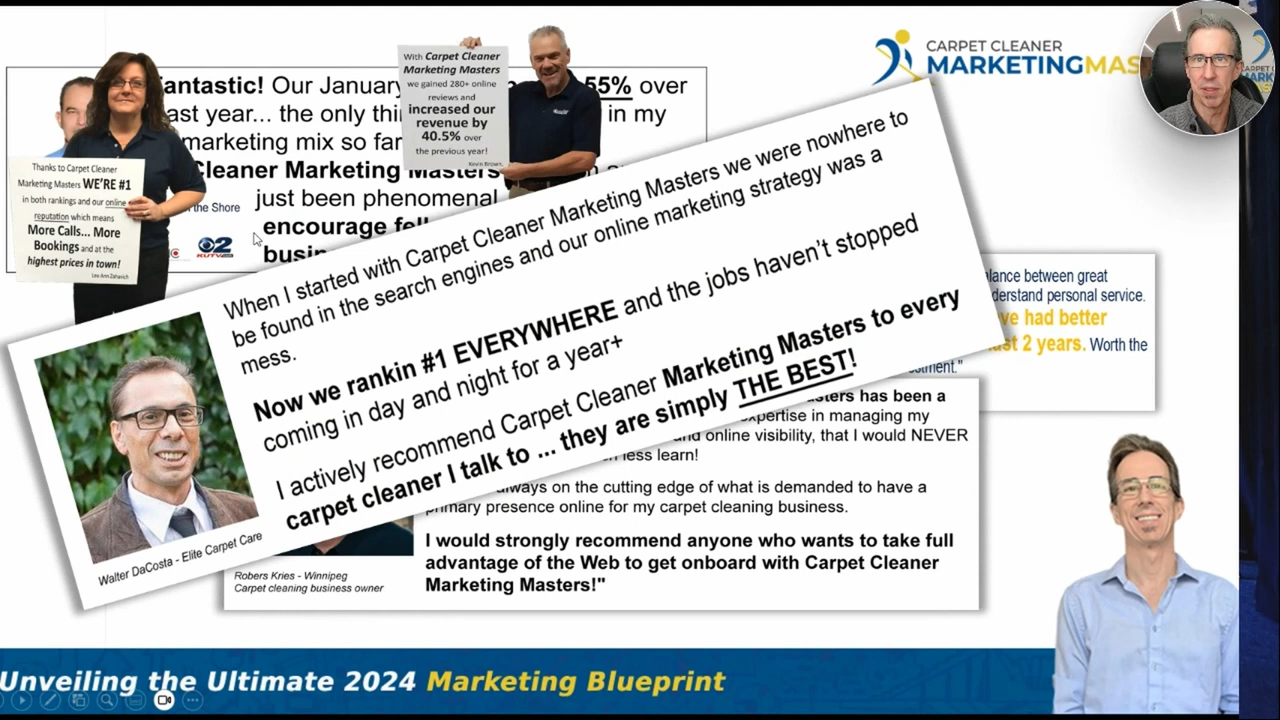 CARPET CLEANER
MARKETINGMAS
antastic! Our January 55% over
ast year... the only in my
marketing mix so far
Cleaner Marketing Masters
just been phenomenal
encourage
the Shore
2
KUTV
With Carpet Cleaner
Marketing Masters
we gained 280+ online
reviews and
increased our
revenue by
40.5% over
the previous year!
Kevin Brown,
Thanks to Carpet Cleaner
Marketing Masters WE'RE #1
in both rankings and our online
reputation which means
More Calls... More
Bookings and at the
highest prices in town!
Lee Ann Zaharich
When I started with Carpet Cleaner Marketing Masters we were nowhere to
be found in the search engines and our online marketing strategy was a
mess.
Now we rankin #1 EVERYWHERE and the jobs haven't stopped
coming in day and night for a year+
I actively recommend Carpet Cleaner Marketing Masters to every
carpet cleaner I talk to ... they are simply THE BEST!
Walter DaCosta - Elite Carpet Care
alance between great
derstand personal service.
ve had better
ast 2 years. Worth the
stment."
sters has been a
xpertise in managing my
and online visibility, that I would NEVER
less learn!
always on the cutting edge of what is demanded to have a
primary presence online for my carpet cleaning business.
I would strongly recommend anyone who wants to take full
advantage of the Web to get onboard with Carpet Cleaner
Marketing Masters!"
Robers Kries - Winnipeg
Carpet cleaning business owner
Unveiling the Ultimate 2024 Marketing Blueprint